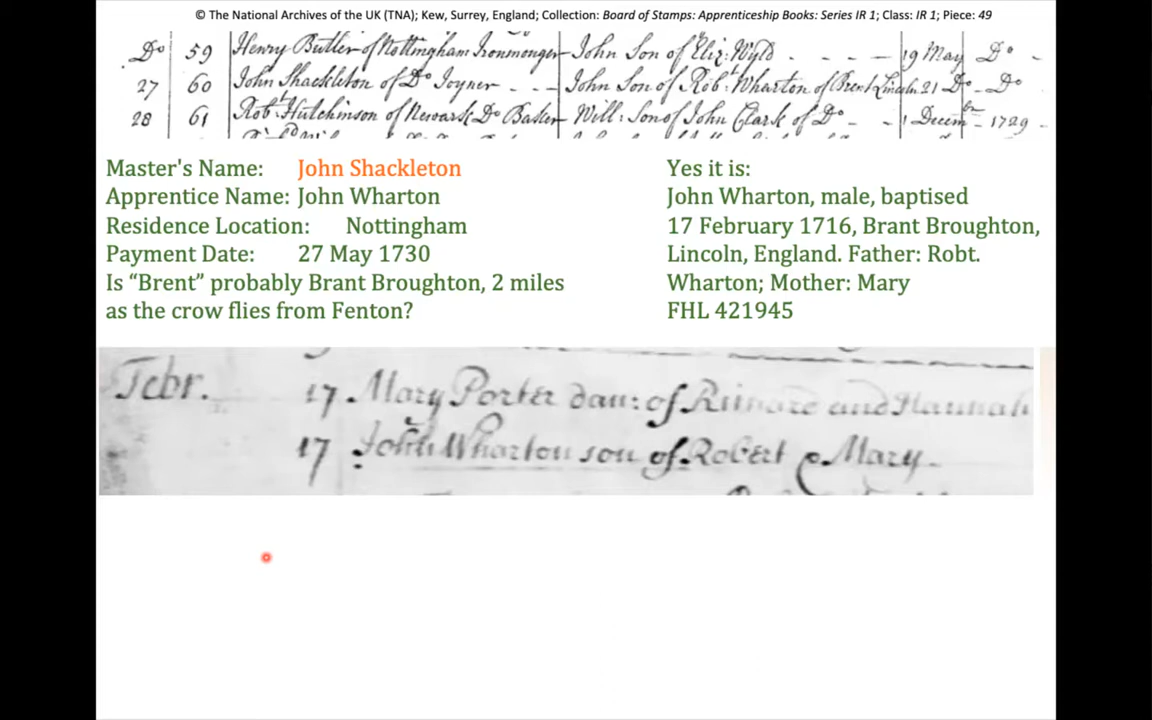 © The National Archives of the UK (TNA); Kew, Surrey, England; Collection: Board of Stamps: Apprenticeship Books: Series IR 1; Class: IR 1; Piece: 49
Do 59 Henry Butler of Nottingham Ironmonger John Son of Eliz: Wyld 19 May Do
27 60 John Shackleton of Do Joyner John Son of Robt Wharton of Brent Lincoln 21 Do Do
28 61 Robt Hutchinson of Newark Do Baker Will: Son of John Clark of Do 1 Decembr 1729
Master's Name: John Shackleton
Apprentice Name: John Wharton
Residence Location: Nottingham
Payment Date: 27 May 1730
Is “Brent” probably Brant Broughton, 2 miles
as the crow flies from Fenton?
Yes it is:
John Wharton, male, baptised
17 February 1716, Brant Broughton,
Lincoln, England. Father: Robt.
Wharton; Mother: Mary
FHL 421945
Febr. 17 Mary Porter dau: of and Hannah
17 John Wharton son of Robert & Mary